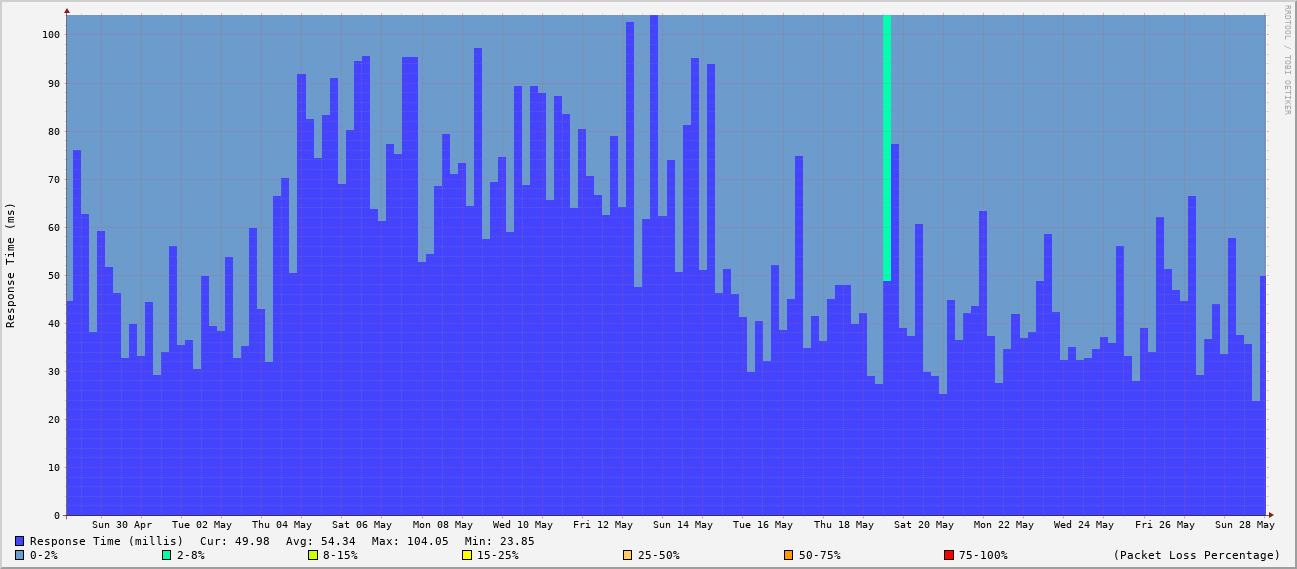 RRDTOOL / TOBI OETIKER
Response Time (ms)
100
90
80
70
60
50
40
30
20
10
0
Sun 30 Apr Tue 02 May Thu 04 May Sat 06 May Mon 08 May Wed 10 May Fri 12 May Sun 14 May Tue 16 May Thu 18 May Sat 20 May Mon 22 May Wed 24 May Fri 26 May Sun 28 May
Response Time (millis) Cur: 49.98 Avg: 54.34 Max: 104.05 Min: 23.85
0-2% 2-8% 8-15% 15-25% 25-50% 50-75% 75-100% (Packet Loss Percentage)